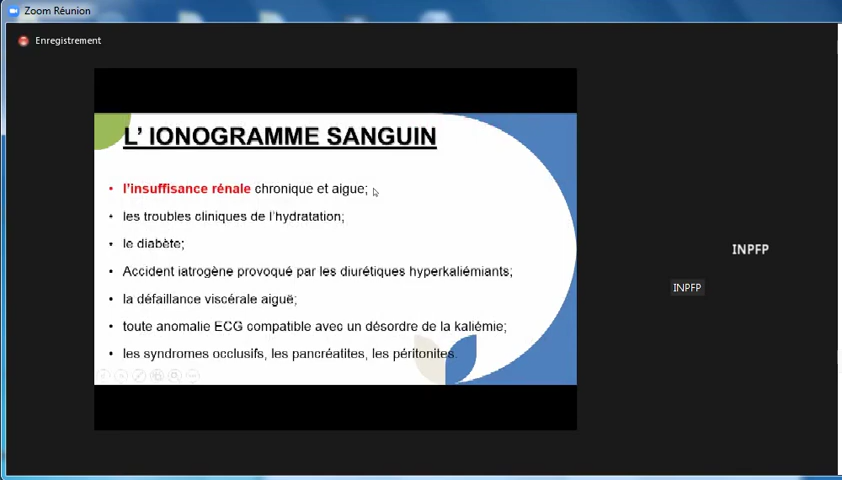 Zoom Réunion
Enregistrement
L' IONOGRAMME SANGUIN
• l'insuffisance rénale chronique et aigue;
• les troubles cliniques de l'hydratation;
• le diabète;
• Accident iatrogène provoqué par les diurétiques hyperkaliémiants;
• la défaillance viscérale aiguë;
• toute anomalie ECG compatible avec un désordre de la kaliémie;
• les syndromes occlusifs, les pancréatites, les péritonites.
INPFP
INPFP